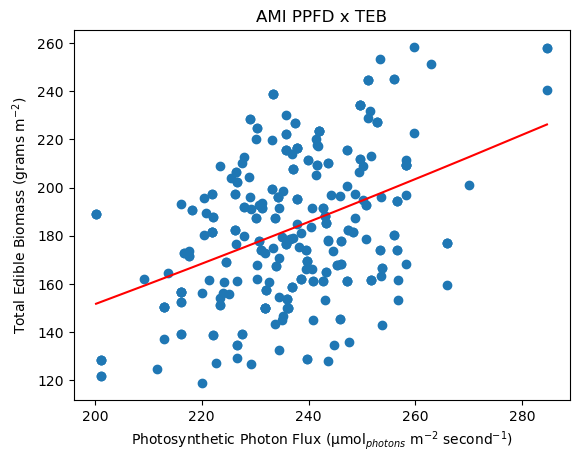 AMI PPFD x TEB
Total Edible Biomass (grams m⁻²)
260
240
220
200
180
160
140
120
200 220 240 260 280
Photosynthetic Photon Flux (μmol_photons m⁻² second⁻¹)